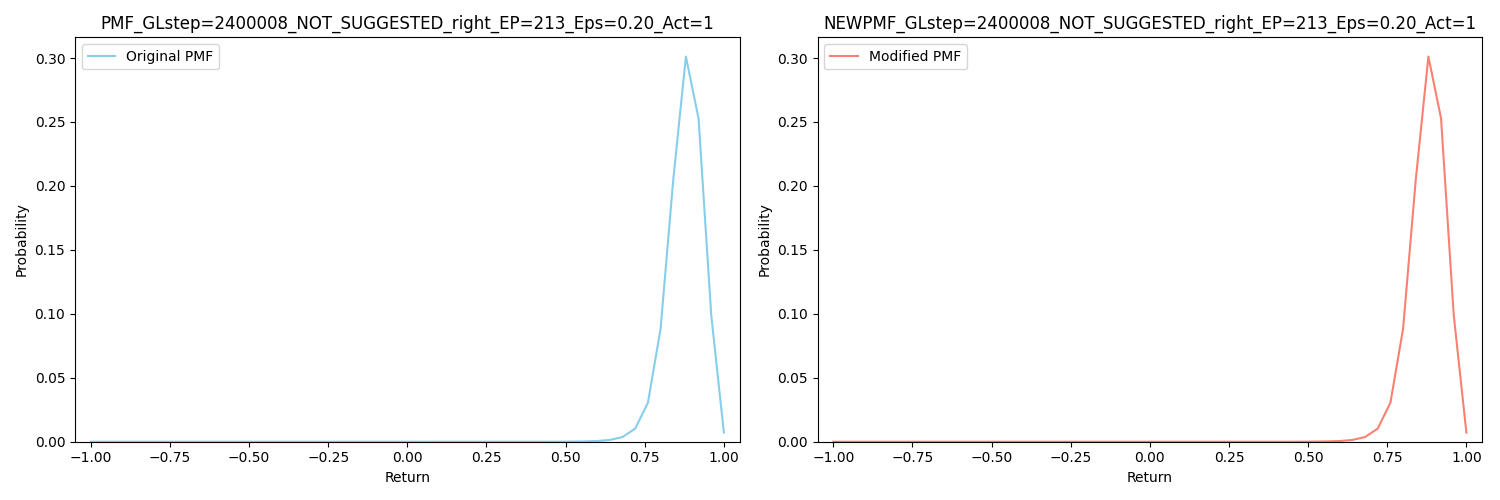 PMF_GLstep=2400008_NOT_SUGGESTED_right_EP=213_Eps=0.20_Act=1
Original PMF
Probability
0.30
0.25
0.20
0.15
0.10
0.05
0.00
−1.00 −0.75 −0.50 −0.25 0.00 0.25 0.50 0.75 1.00
Return
NEWPMF_GLstep=2400008_NOT_SUGGESTED_right_EP=213_Eps=0.20_Act=1
Modified PMF
Probability
0.30
0.25
0.20
0.15
0.10
0.05
0.00
−1.00 −0.75 −0.50 −0.25 0.00 0.25 0.50 0.75 1.00
Return